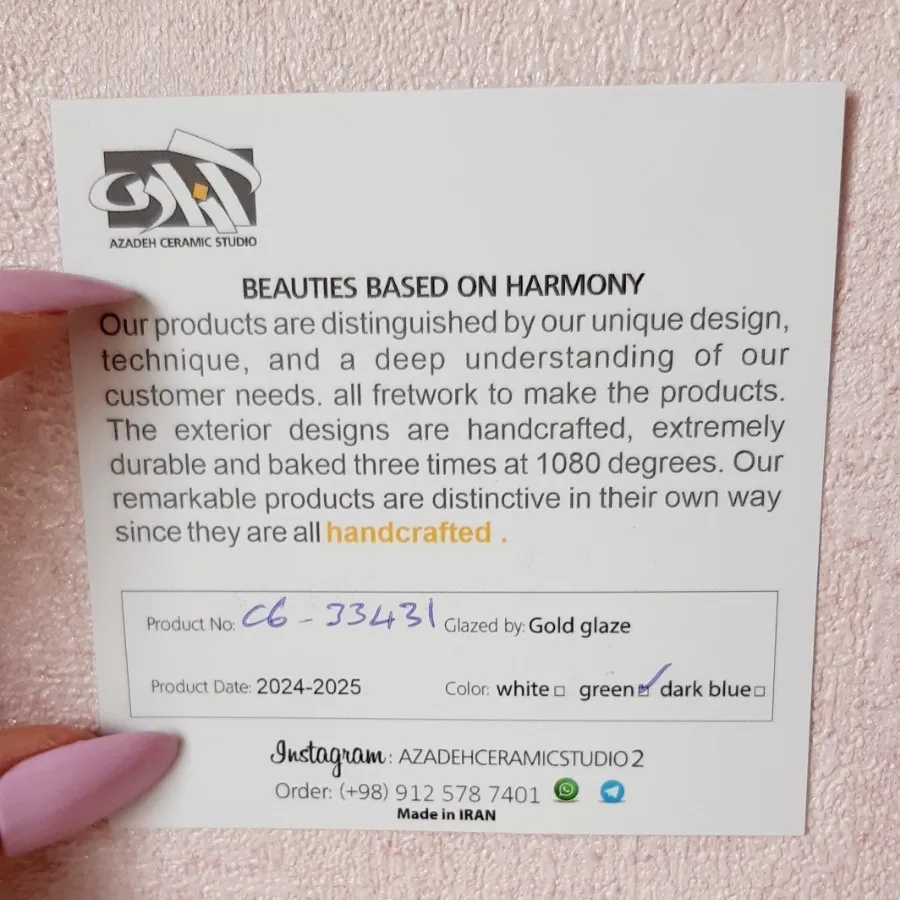 AZADEH CERAMIC STUDIO
BEAUTIES BASED ON HARMONY
Our products are distinguished by our unique design,
technique, and a deep understanding of our
customer needs. all fretwork to make the products.
The exterior designs are handcrafted, extremely
durable and baked three times at 1080 degrees. Our
remarkable products are distinctive in their own way
since they are all handcrafted .
Product No: C6-33431 Glazed by: Gold glaze
Product Date: 2024-2025 Color: white □ green ☑ dark blue □
Instagram: AZADEHCERAMICSTUDIO2
Order: (+98) 912 578 7401
Made in IRAN